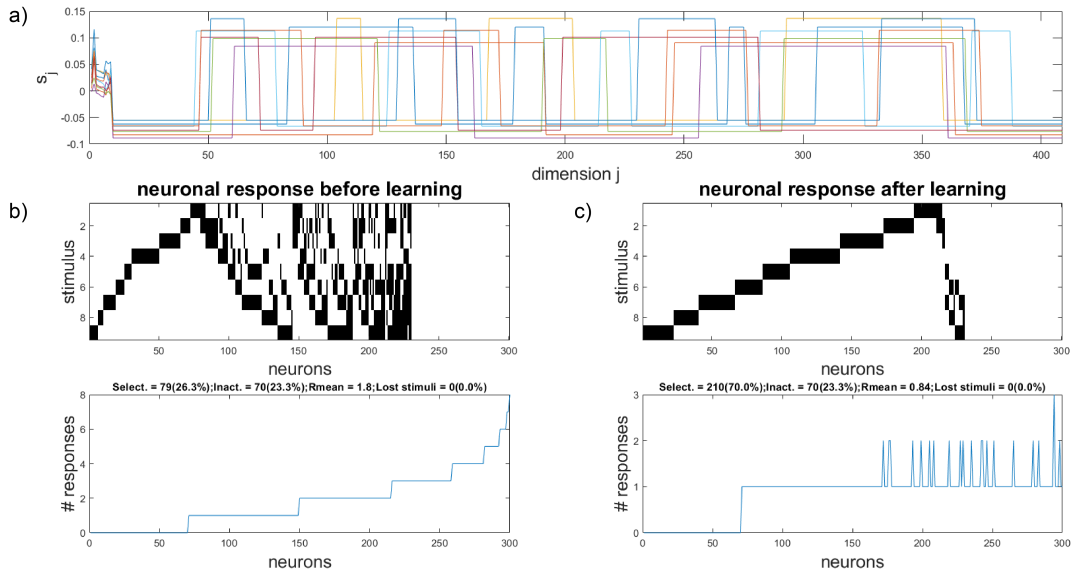 a)
0.15
0.1
0.05
0
-0.05
-0.1
s_j
0 50 100 150 200 250 300 350 400
dimension j
b)
neuronal response before learning
stimulus
2
4
6
8
50 100 150 200 250 300
neurons
Select. = 79(26.3%);Inact. = 70(23.3%);Rmean = 1.8;Lost stimuli = 0(0.0%)
# responses
8
6
4
2
0
0 50 100 150 200 250 300
neurons
c)
neuronal response after learning
stimulus
2
4
6
8
50 100 150 200 250 300
neurons
Select. = 210(70.0%);Inact. = 70(23.3%);Rmean = 0.84;Lost stimuli = 0(0.0%)
# responses
3
2
1
0
0 50 100 150 200 250 300
neurons